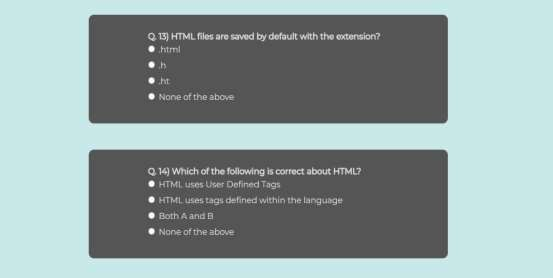 Q. 13) HTML files are saved by default with the extension?
.html
.h
.ht
None of the above
Q. 14) Which of the following is correct about HTML?
HTML uses User Defined Tags
HTML uses tags defined within the language
Both A and B
None of the above